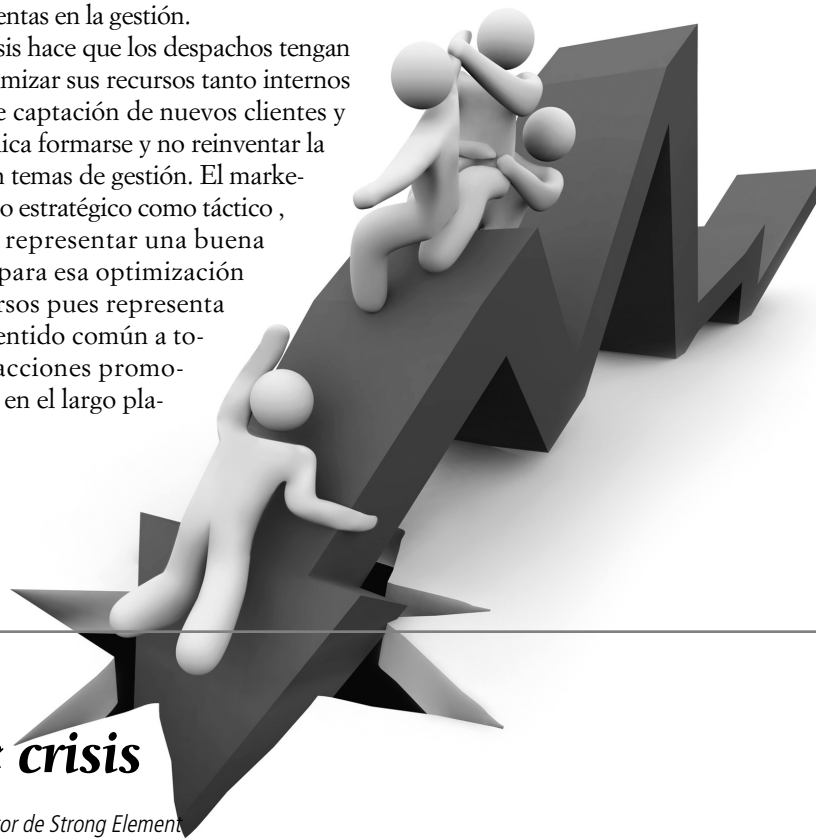 entas en la gestión.
sis hace que los despachos tengan
mizar sus recursos tanto internos
e captación de nuevos clientes y
lica formarse y no reinventar la
n temas de gestión. El marke-
o estratégico como táctico ,
representar una buena
para esa optimización
rsos pues representa
entido común a to-
acciones promo-
en el largo pla-
crisis
or de Strong Element